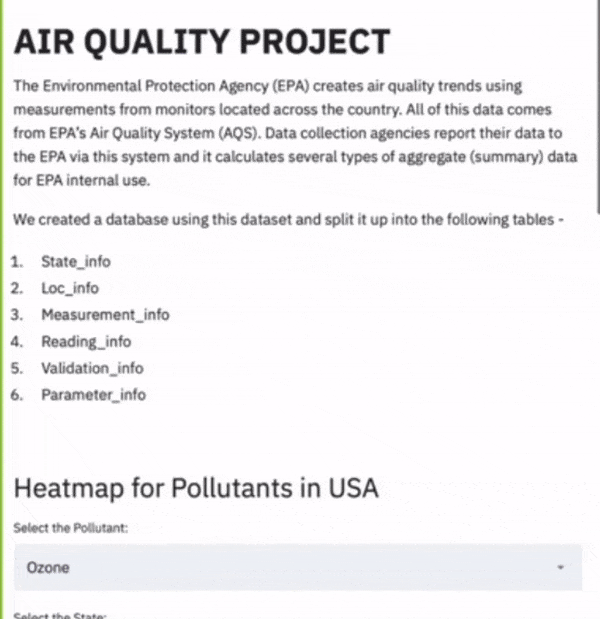 AIR QUALITY PROJECT
The Environmental Protection Agency (EPA) creates air quality trends using
measurements from monitors located across the country. All of this data comes
from EPA's Air Quality System (AQS). Data collection agencies report their data to
the EPA via this system and it calculates several types of aggregate (summary) data
for EPA internal use.
We created a database using this dataset and split it up into the following tables -
1. State_info
2. Loc_info
3. Measurement_info
4. Reading_info
5. Validation_info
6. Parameter_info
Heatmap for Pollutants in USA
Select the Pollutant:
Ozone
Select the State: